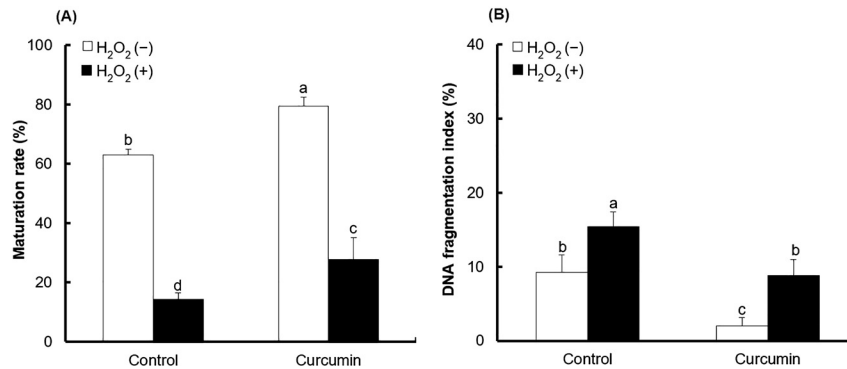 (A)
H₂O₂ (−)
H₂O₂ (+)
Maturation rate (%)
100
80
60
40
20
0
b
d
a
c
Control
Curcumin
(B)
H₂O₂ (−)
H₂O₂ (+)
DNA fragmentation index (%)
40
30
20
10
0
b
a
c
b
Control
Curcumin